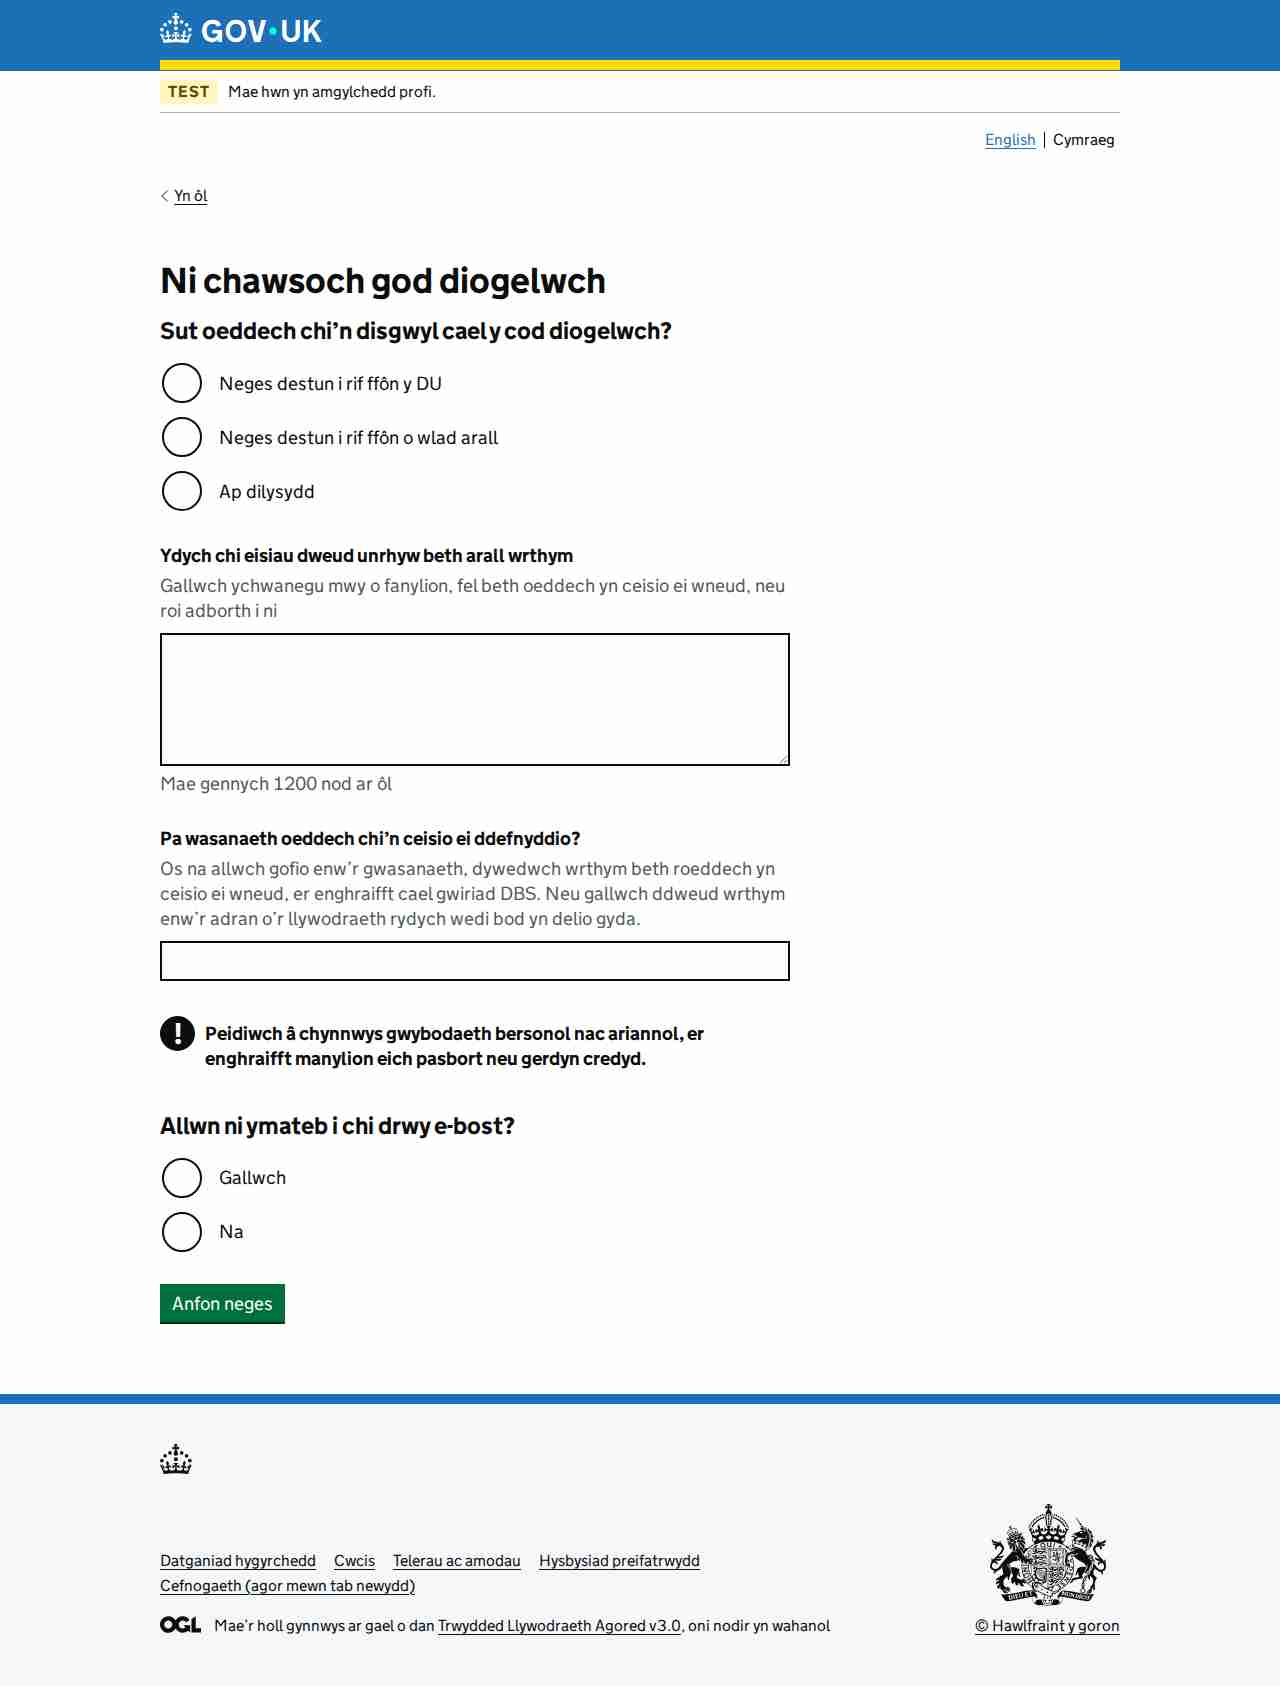 GOV·UK
TEST Mae hwn yn amgylchedd profi.
English | Cymraeg
Yn ôl
Ni chawsoch god diogelwch
Sut oeddech chi’n disgwyl cael y cod diogelwch?
Neges destun i rif ffôn y DU
Neges destun i rif ffôn o wlad arall
Ap dilysydd
Ydych chi eisiau dweud unrhyw beth arall wrthym
Gallwch ychwanegu mwy o fanylion, fel beth oeddech yn ceisio ei wneud, neu
roi adborth i ni
Mae gennych 1200 nod ar ôl
Pa wasanaeth oeddech chi’n ceisio ei ddefnyddio?
Os na allwch gofio enw’r gwasanaeth, dywedwch wrthym beth roeddech yn
ceisio ei wneud, er enghraifft cael gwiriad DBS. Neu gallwch ddweud wrthym
enw’r adran o’r llywodraeth rydych wedi bod yn delio gyda.
! Peidiwch â chynnwys gwybodaeth bersonol nac ariannol, er
enghraifft manylion eich pasbort neu gerdyn credyd.
Allwn ni ymateb i chi drwy e-bost?
Gallwch
Na
Anfon neges
Datganiad hygyrchedd Cwcis Telerau ac amodau Hysbysiad preifatrwydd
Cefnogaeth (agor mewn tab newydd)
OGL Mae’r holl gynnwys ar gael o dan Trwydded Llywodraeth Agored v3.0, oni nodir yn wahanol
© Hawlfraint y goron